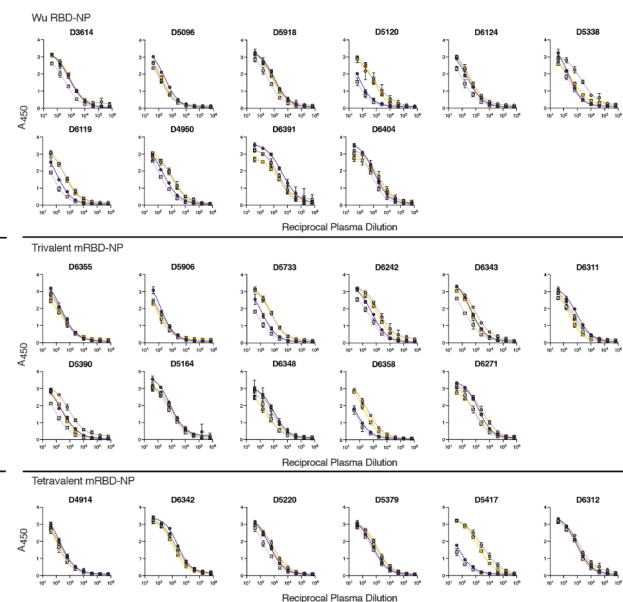 Wu RBD-NP
D3614 D5096 D5918 D5120 D6124 D5338
A450
D6119 D4950 D6391 D6404
Reciprocal Plasma Dilution
Trivalent mRBD-NP
D6355 D5906 D5733 D6242 D6343 D6311
A450
D5390 D5164 D6348 D6358 D6271
Reciprocal Plasma Dilution
Tetravalent mRBD-NP
D4914 D6342 D5220 D5379 D5417 D6312
A450
Reciprocal Plasma Dilution